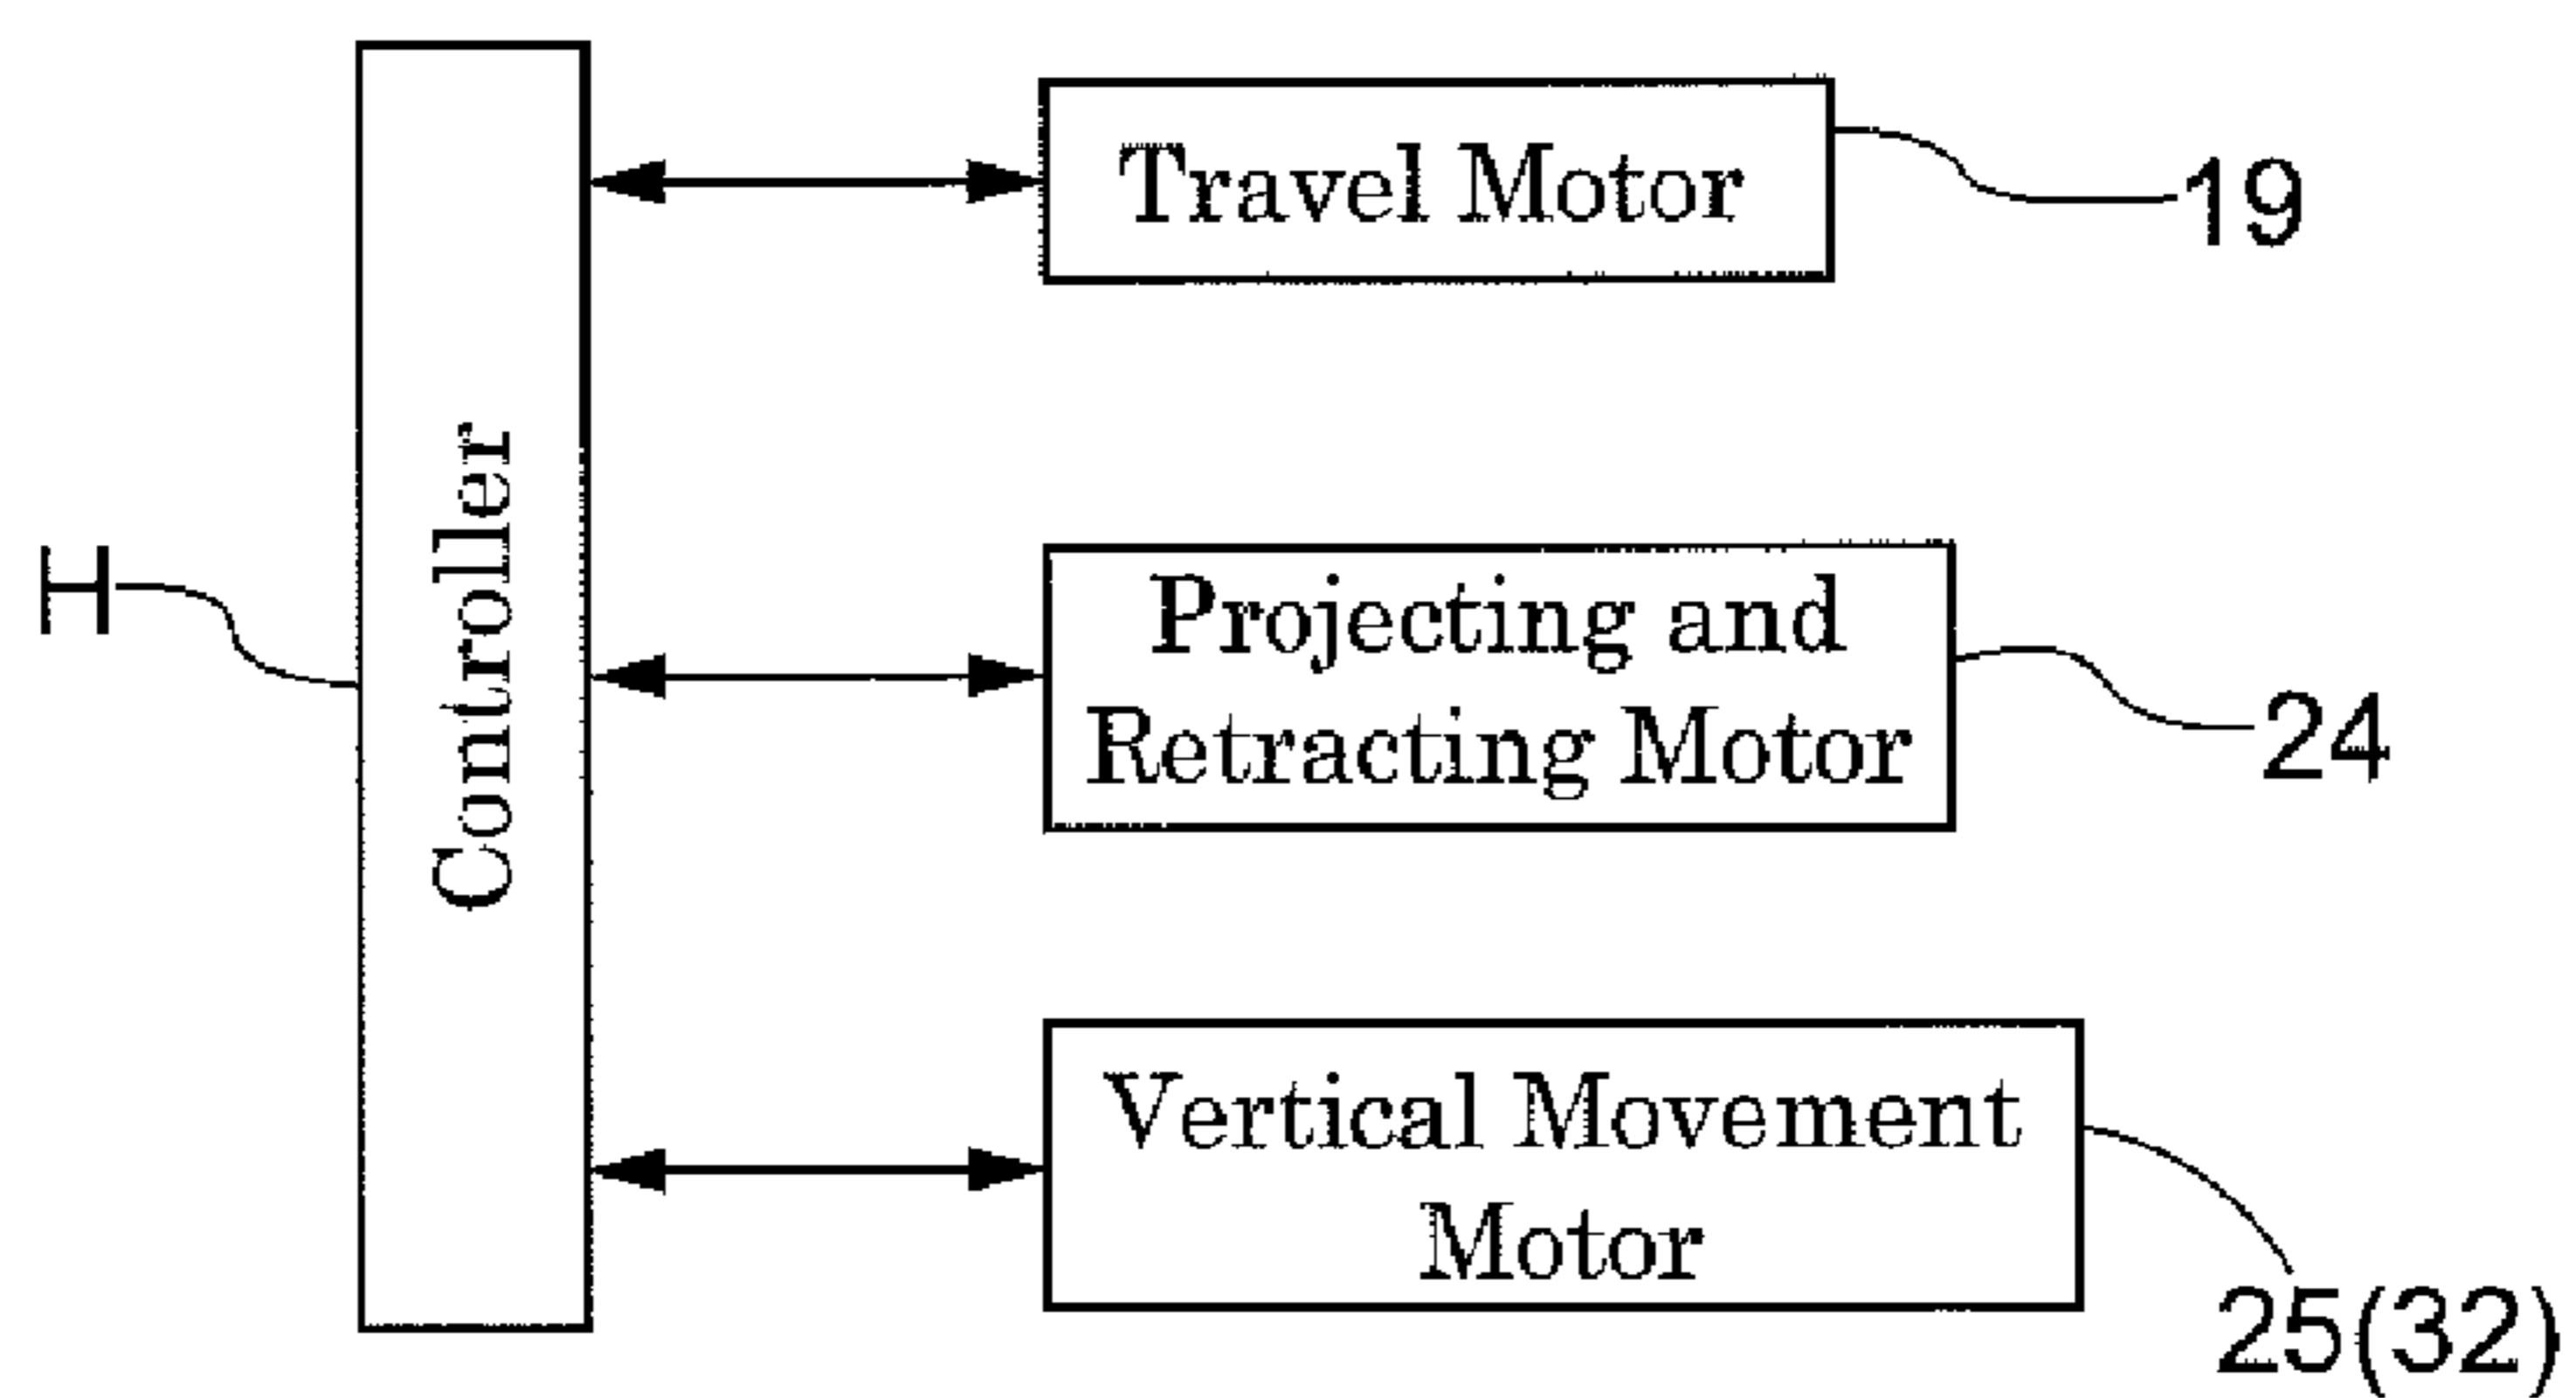 H
Controller
Travel Motor
19
Projecting and
Retracting Motor
24
Vertical Movement
Motor
25(32)